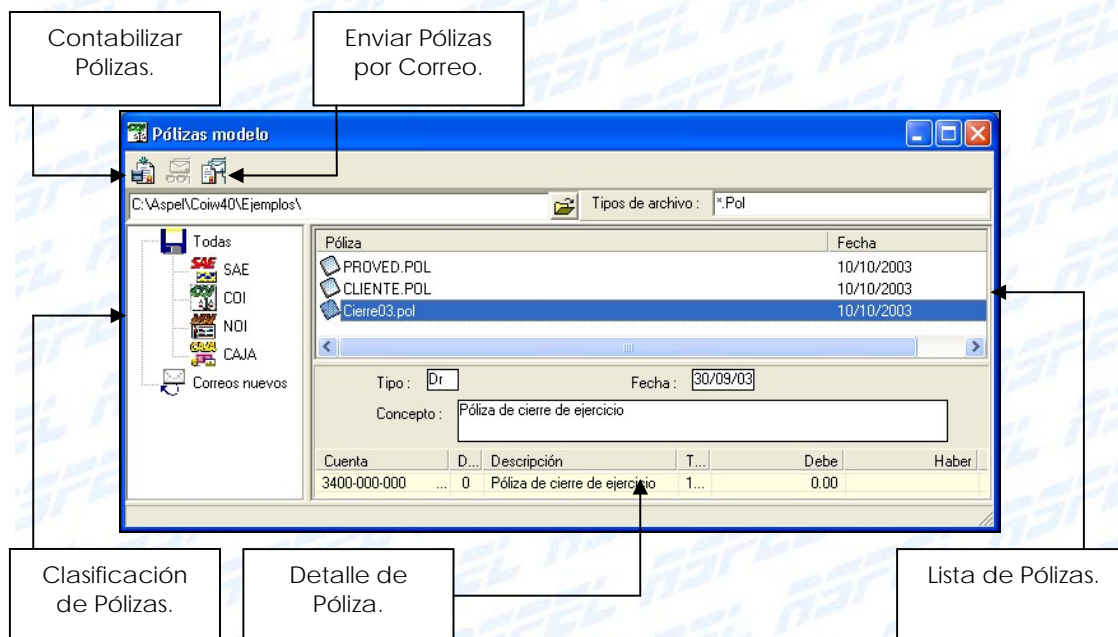 Contabilizar
Pólizas.
Enviar Pólizas
por Correo.
Pólizas modelo
C:\Aspel\Coiw40\Ejemplos\
Tipos de archivo :
*.Pol
Todas
SAE
SAE
COI
NOI
CAJA
CAJA
Correos nuevos
Póliza
Fecha
PROVED.POL
10/10/2003
CLIENTE.POL
10/10/2003
Cierre03.pol
10/10/2003
Tipo :
Dr
Fecha :
30/09/03
Concepto :
Póliza de cierre de ejercicio
Cuenta
D...
Descripción
T...
Debe
Haber
3400-000-000
...
0
Póliza de cierre de ejercicio
1...
0.00
Clasificación
de Pólizas.
Detalle de
Póliza.
Lista de Pólizas.
ASPEL